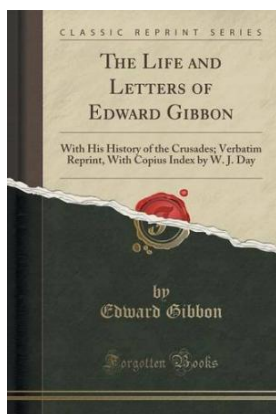 CLASSIC REPRINT SERIES
THE LIFE AND
LETTERS OF
EDWARD GIBBON
With His History of the Crusades; Verbatim
Reprint, With Copius Index by W. J. Day
by
Edward Gibbon
Forgotten Books